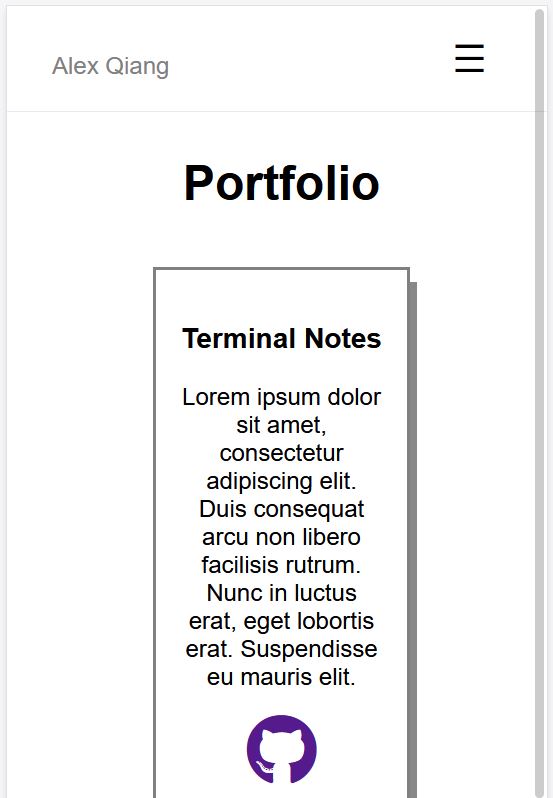 Alex Qiang
Portfolio
Terminal Notes
Lorem ipsum dolor
sit amet,
consectetur
adipiscing elit.
Duis consequat
arcu non libero
facilisis rutrum.
Nunc in luctus
erat, eget lobortis
erat. Suspendisse
eu mauris elit.